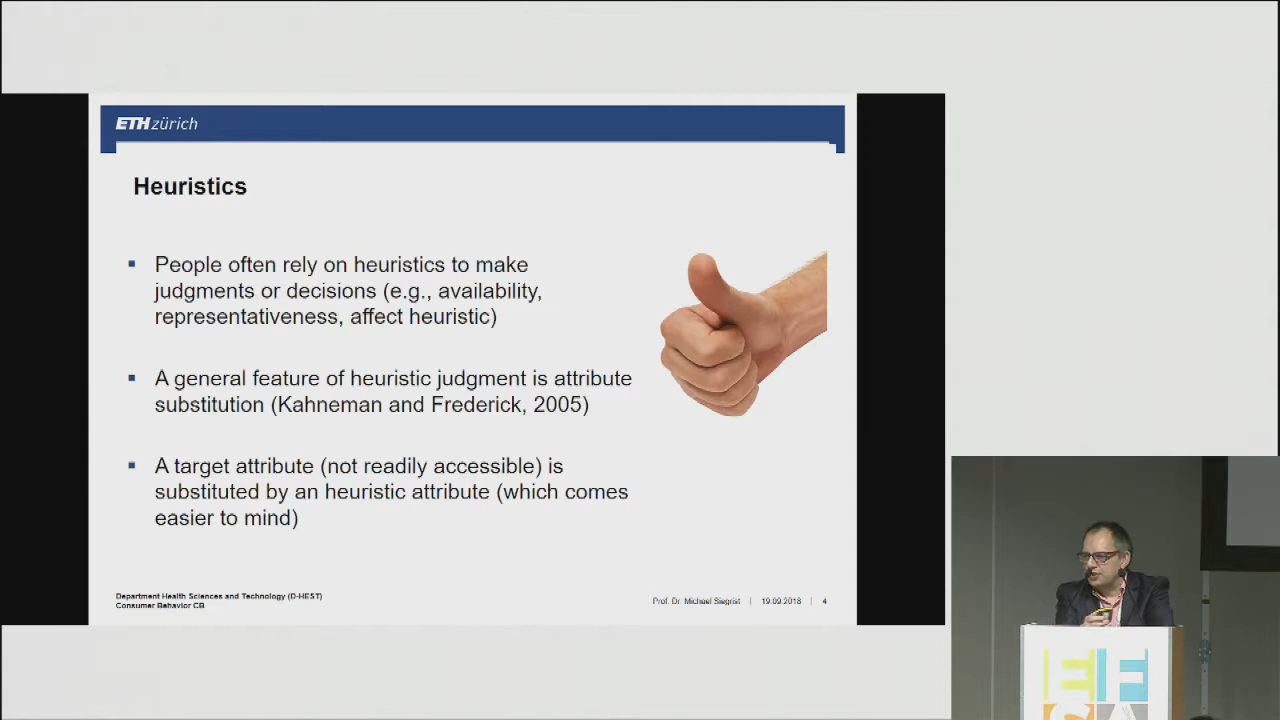 ETH zürich
Heuristics
▪ People often rely on heuristics to make
judgments or decisions (e.g., availability,
representativeness, affect heuristic)
▪ A general feature of heuristic judgment is attribute
substitution (Kahneman and Frederick, 2005)
▪ A target attribute (not readily accessible) is
substituted by an heuristic attribute (which comes
easier to mind)
Department Health Sciences and Technology (D-HEST)
Consumer Behavior CB
Prof. Dr. Michael Siegrist | 19.09.2018 | 4
EF
SA